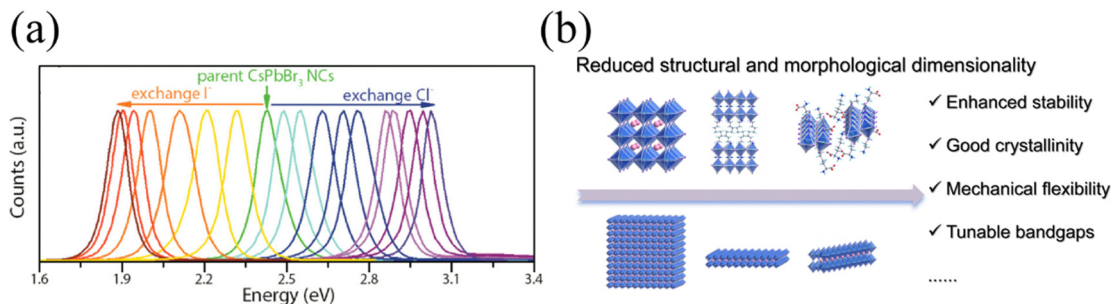 (a)
parent CsPbBr₃ NCs
exchange I⁻
exchange Cl⁻
Counts (a.u.)
1.6 1.9 2.2 2.5 2.8 3.1 3.4
Energy (eV)
(b)
Reduced structural and morphological dimensionality
✓ Enhanced stability
✓ Good crystallinity
✓ Mechanical flexibility
✓ Tunable bandgaps
......